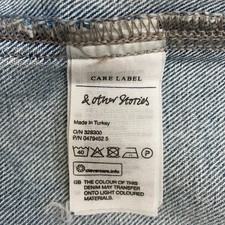 CARE LABEL
& other Stories
Made in Turkey
O/N 328300
P/N 0479452 5
40 P
clevercare.info
GB THE COLOUR OF THIS
DENIM MAY TRANSFER
ONTO LIGHT COLOURED
MATERIALS.